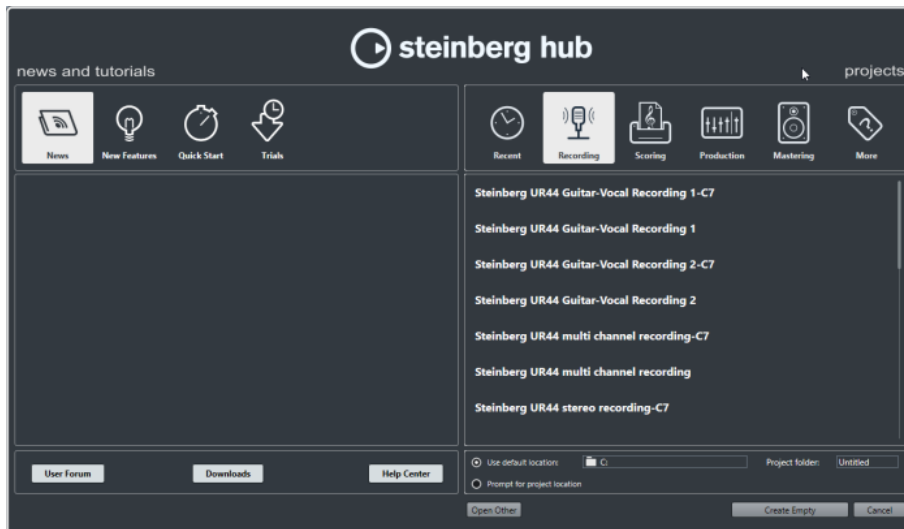 steinberg hub
news and tutorials
projects
News
New Features
Quick Start
Trials
Recent
Recording
Scoring
Production
Mastering
More
Steinberg UR44 Guitar-Vocal Recording 1-C7
Steinberg UR44 Guitar-Vocal Recording 1
Steinberg UR44 Guitar-Vocal Recording 2-C7
Steinberg UR44 Guitar-Vocal Recording 2
Steinberg UR44 multi channel recording-C7
Steinberg UR44 multi channel recording
Steinberg UR44 stereo recording-C7
User Forum
Downloads
Help Center
Use default location:
C:
Project folder:
Untitled
Prompt for project location
Open Other
Create Empty
Cancel